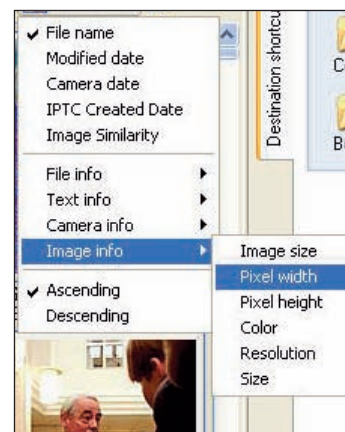 File name
Modified date
Camera date
IPTC Created Date
Image Similarity
File info
Text info
Camera info
Image info
Ascending
Descending
Image size
Pixel width
Pixel height
Color
Resolution
Size
Destination shortcu
C
B